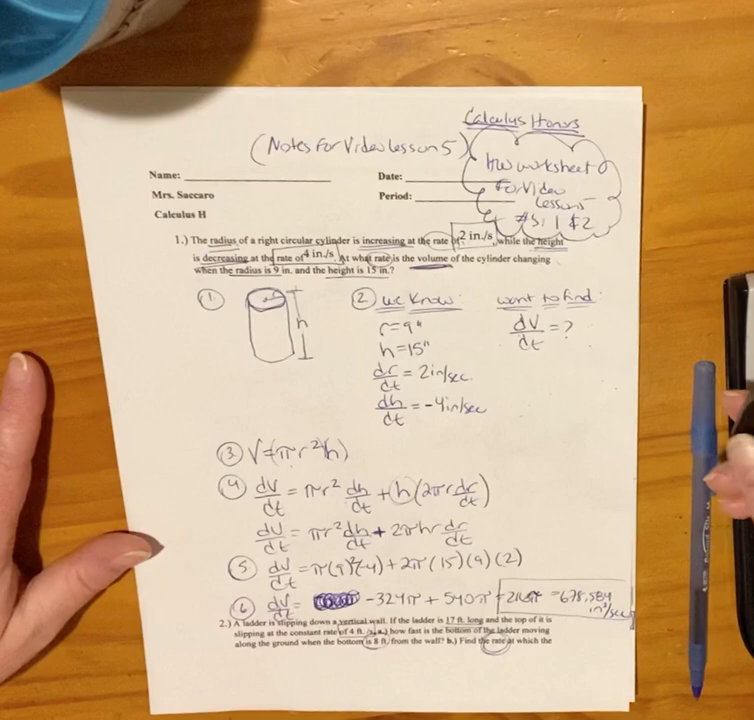 Calculus Honors
(Notes For Video Lesson 5)
HW worksheet
For Video
Lesson
#5: 1 & 2
Name: Date:
Mrs. Saccaro Period:
Calculus H
1.) The radius of a right circular cylinder is increasing at the rate of 2 in./s, while the height
is decreasing at the rate of 4 in./s. At what rate is the volume of the cylinder changing
when the radius is 9 in. and the height is 15 in.?
① r h
② we know: want to find:
r=9" dV/dt = ?
h=15"
dr/dt = 2in/sec.
dh/dt = -4in/sec
③ V=πr²(h)
④ dV/dt = πr² dh/dt + h(2πr dr/dt)
dV/dt = πr² dh/dt + 2πhr dr/dt
⑤ dV/dt = π(9)²(-4) + 2π(15)(9)(2)
⑥ dV/dt = -324π + 540π = 216π = 678.584
in³/sec
2.) A ladder is slipping down a vertical wall. If the ladder is 17 ft. long and the top of it is
slipping at the constant rate of 4 ft./s, a.) how fast is the bottom of the ladder moving
along the ground when the bottom is 8 ft. from the wall? b.) Find the rate at which the